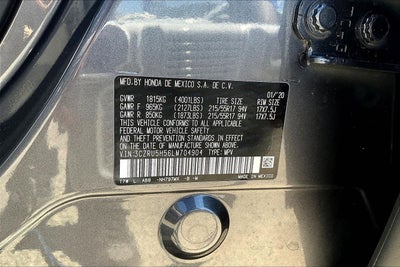 MFD.BY HONDA DE MEXICO S.A. DE C.V.
GVWR 1815KG (4001LBS) TIRE SIZE 01/'20 RIM SIZE
GAWR F 965KG (2127LBS) 215/55R17 94V 17X7.5J
GAWR R 850KG (1873LBS) 215/55R17 94V 17X7.5J
THIS VEHICLE CONFORMS TO ALL APPLICABLE
FEDERAL MOTOR VEHICLE SAFETY, BUMPER,
AND THEFT PREVENTION STANDARDS IN EFFECT
ON THE DATE OF MANUFACTURE SHOWN ABOVE.
V.I.N:3CZRU5H56LM704904 TYPE:MPV
MADE IN MEXICO
NH797MX -B -M